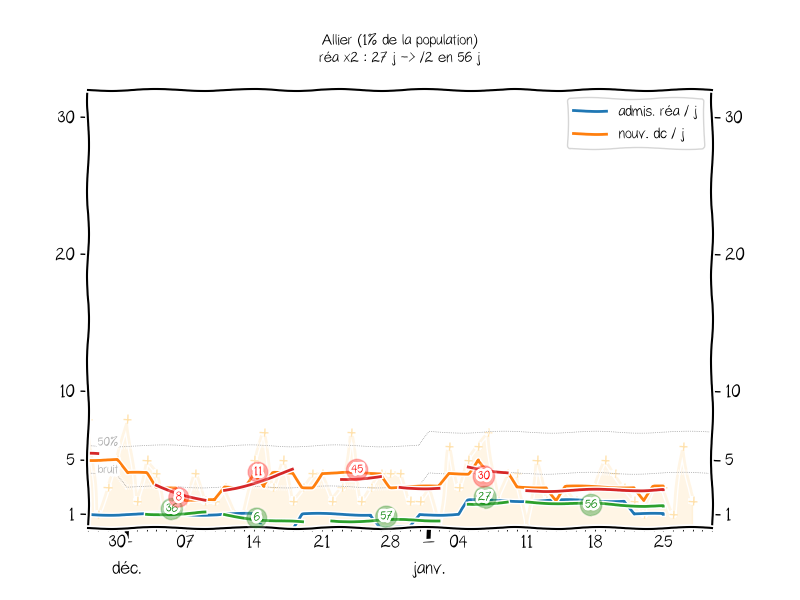 Allier (1% de la population)
réa x2 : 27 j -> /2 en 56 j
admis. réa / j
nouv. dc / j
30 30
20 20
10 10
50%
5 5
bruit
11 45 30
8 27
36 6 57 56
1 1
30 07 14 21 28 04 11 18 25
déc. janv.